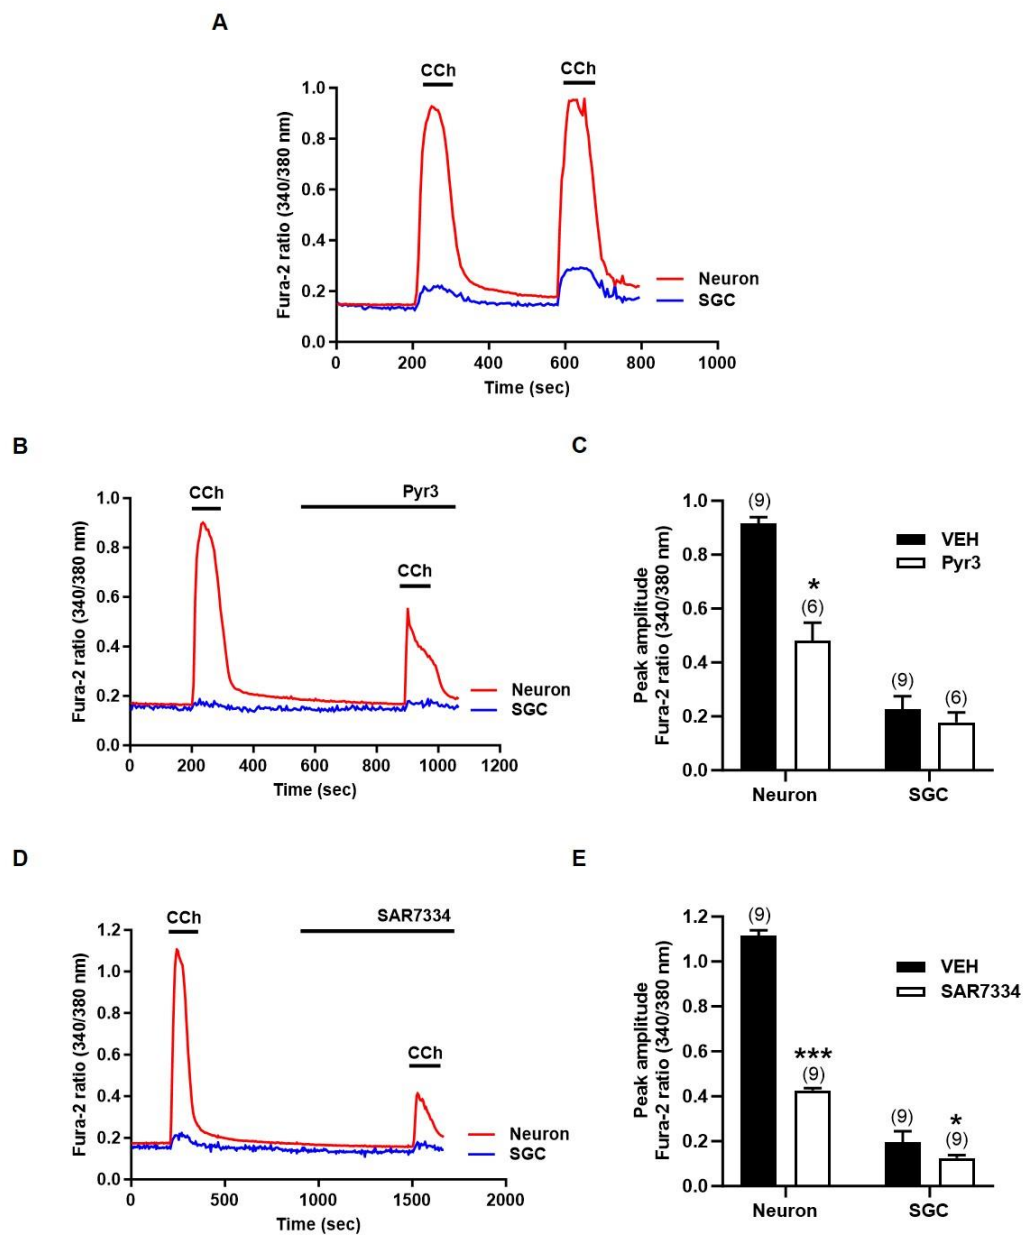 A
CCh
CCh
Fura-2 ratio (340/380 nm)
1.0
0.8
0.6
0.4
0.2
0.0
Neuron
SGC
0 200 400 600 800 1000
Time (sec)
B
CCh
Pyr3
CCh
Fura-2 ratio (340/380 nm)
1.0
0.8
0.6
0.4
0.2
0.0
Neuron
SGC
0 200 400 600 800 1000 1200
Time (sec)
C
Peak amplitude
Fura-2 ratio (340/380 nm)
1.0
0.8
0.6
0.4
0.2
0.0
(9)
*
(6)
(9)
(6)
VEH
Pyr3
Neuron SGC
D
CCh
SAR7334
CCh
Fura-2 ratio (340/380 nm)
1.2
1.0
0.8
0.6
0.4
0.2
0.0
Neuron
SGC
0 500 1000 1500 2000
Time (sec)
E
Peak amplitude
Fura-2 ratio (340/380 nm)
1.2
1.0
0.8
0.6
0.4
0.2
0.0
(9)
***
(9)
(9)
*
(9)
VEH
SAR7334
Neuron SGC